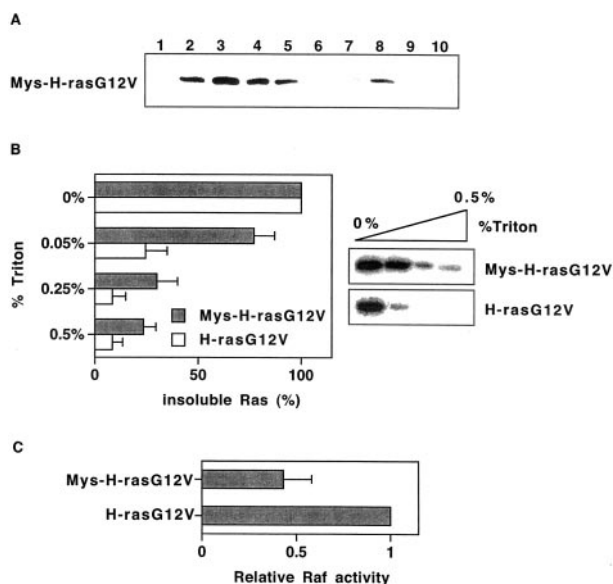 A
1 2 3 4 5 6 7 8 9 10
Mys-H-rasG12V
B
0%
0.05%
0.25%
0.5%
% Triton
Mys-H-rasG12V
H-rasG12V
0 50 100
insoluble Ras (%)
0.5%
0% %Triton
Mys-H-rasG12V
H-rasG12V
C
Mys-H-rasG12V
H-rasG12V
0 0.5 1
Relative Raf activity